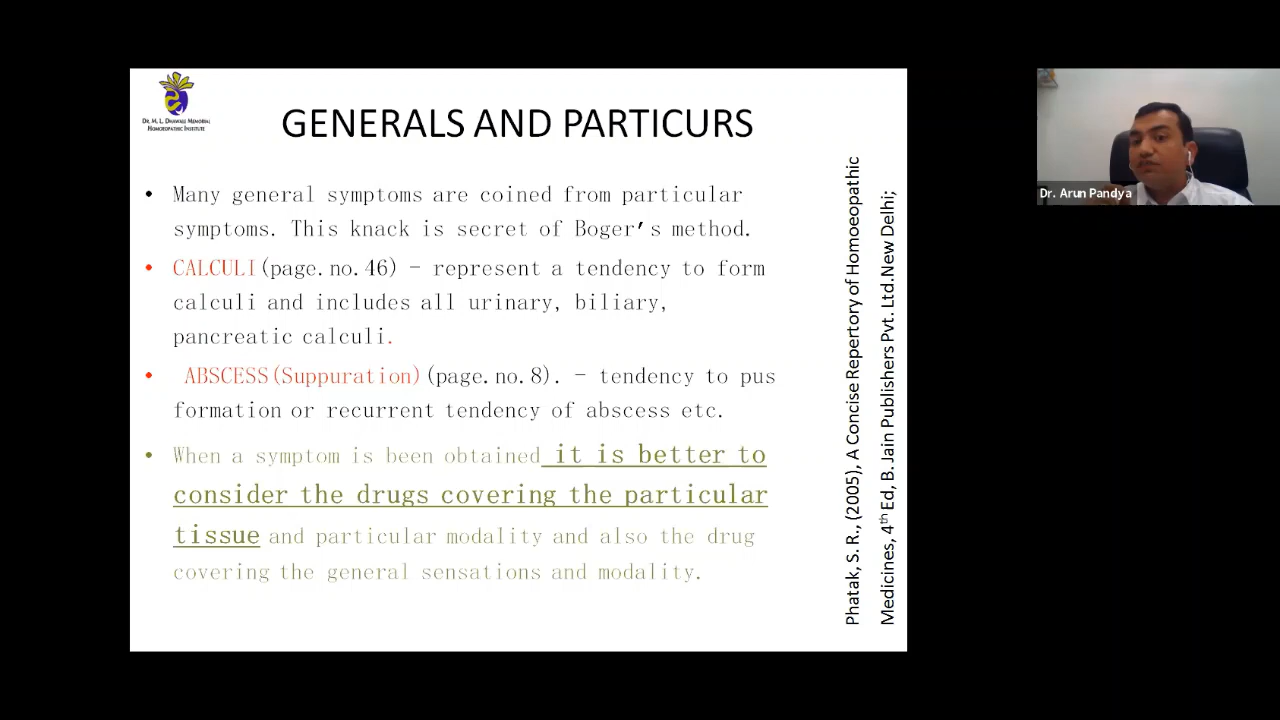 DR. M. L. DHAWALE MEMORIAL
HOMOEOPATHIC INSTITUTE
GENERALS AND PARTICURS
• Many general symptoms are coined from particular
symptoms. This knack is secret of Boger's method.
• CALCULI(page.no.46) – represent a tendency to form
calculi and includes all urinary, biliary,
pancreatic calculi.
• ABSCESS(Suppuration)(page.no.8). – tendency to pus
formation or recurrent tendency of abscess etc.
• When a symptom is been obtained it is better to
consider the drugs covering the particular
tissue and particular modality and also the drug
covering the general sensations and modality.
Phatak, S. R., (2005), A Concise Repertory of Homoeopathic
Medicines, 4th Ed, B. Jain Publishers Pvt. Ltd.New Delhi;
Dr. Arun Pandya